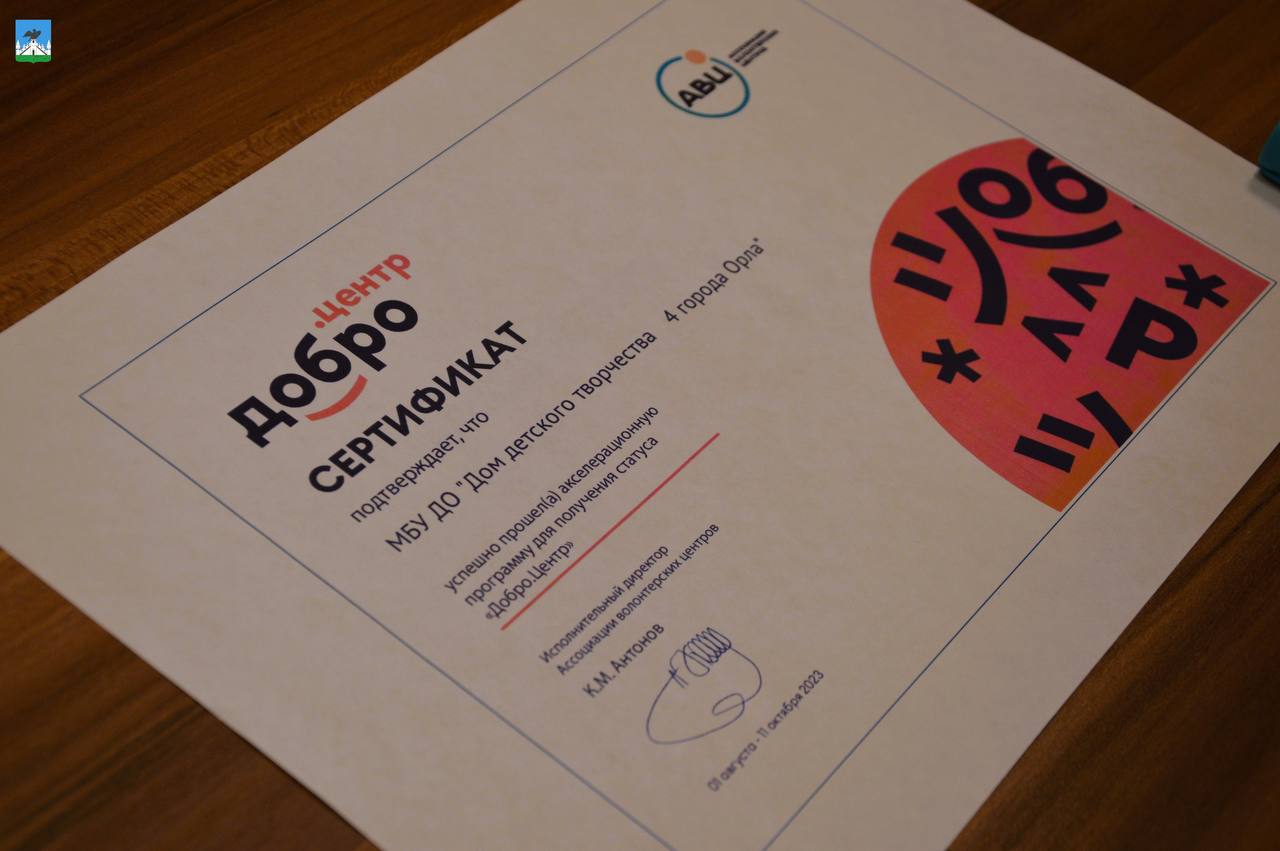 АВЦ
.центр
добро
СЕРТИФИКАТ
подтверждает, что
МБУ ДО "Дом детского творчества 4 города Орла"
успешно прошел(а) акселерационную
программу для получения статуса
«Добро.Центр»
Исполнительный директор
Ассоциации волонтерских центров
К.М. Антонов
01 августа - 11 октября 2023